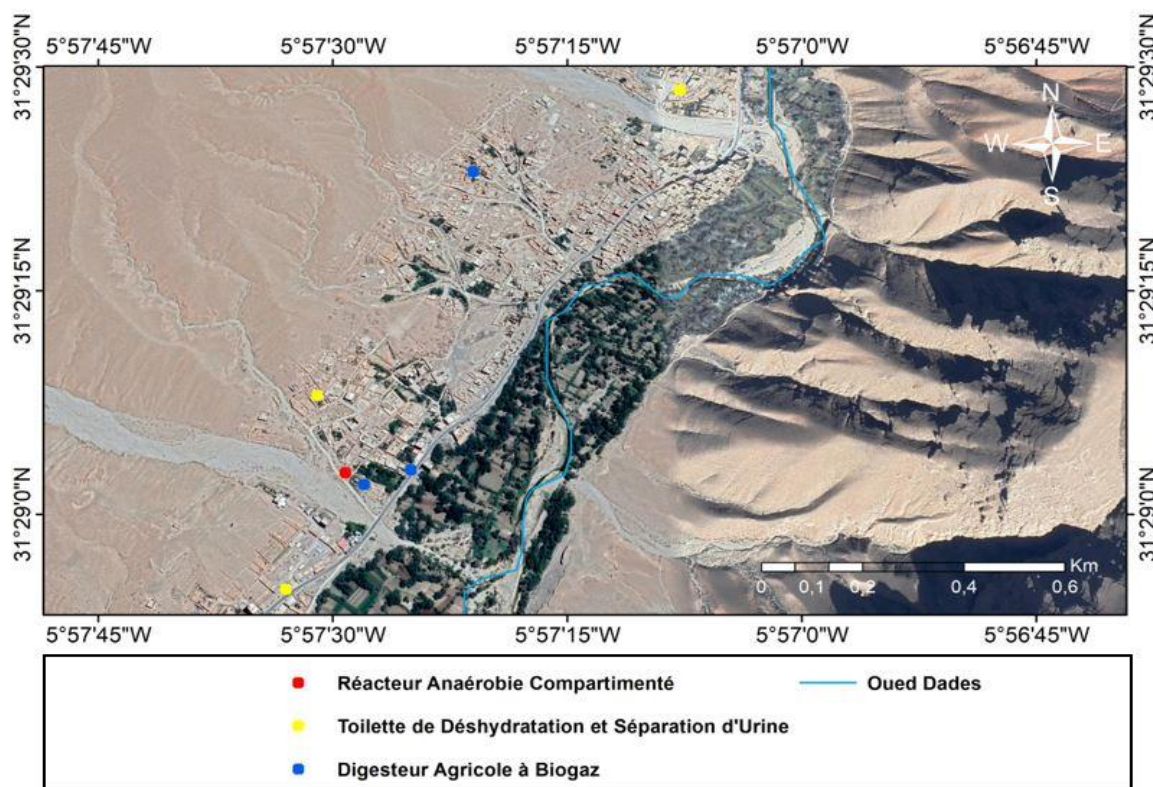 5°57'45"W 5°57'30"W 5°57'15"W 5°57'0"W 5°56'45"W
31°29'30"N 31°29'30"N
N
W E
S
31°29'15"N 31°29'15"N
31°29'0"N 31°29'0"N
Km
0 0,1 0,2 0,4 0,6
5°57'45"W 5°57'30"W 5°57'15"W 5°57'0"W 5°56'45"W
Réacteur Anaérobie Compartimenté Oued Dades
Toilette de Déshydratation et Séparation d'Urine
Digesteur Agricole à Biogaz